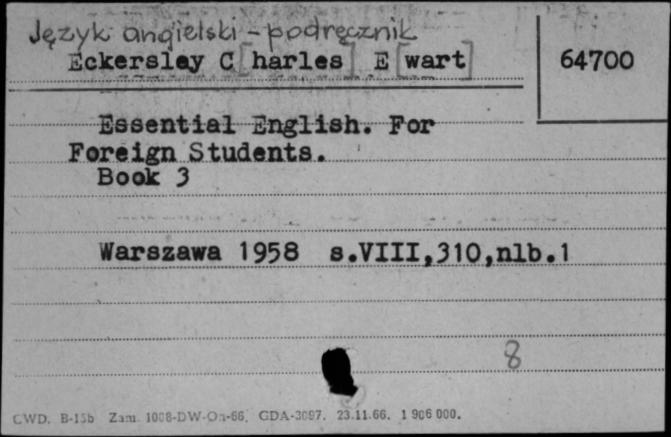 Język angielski - podręcznik
Eckersley C[harles] E[wart]
64700
Essential English. For
Foreign Students.
Book 3
Warszawa 1958 s.VIII,310,nlb.1
8
CWD. B-15b Zam. 1008-DW-Oa-66. GDA-3097. 23.11.66. 1 906 000.